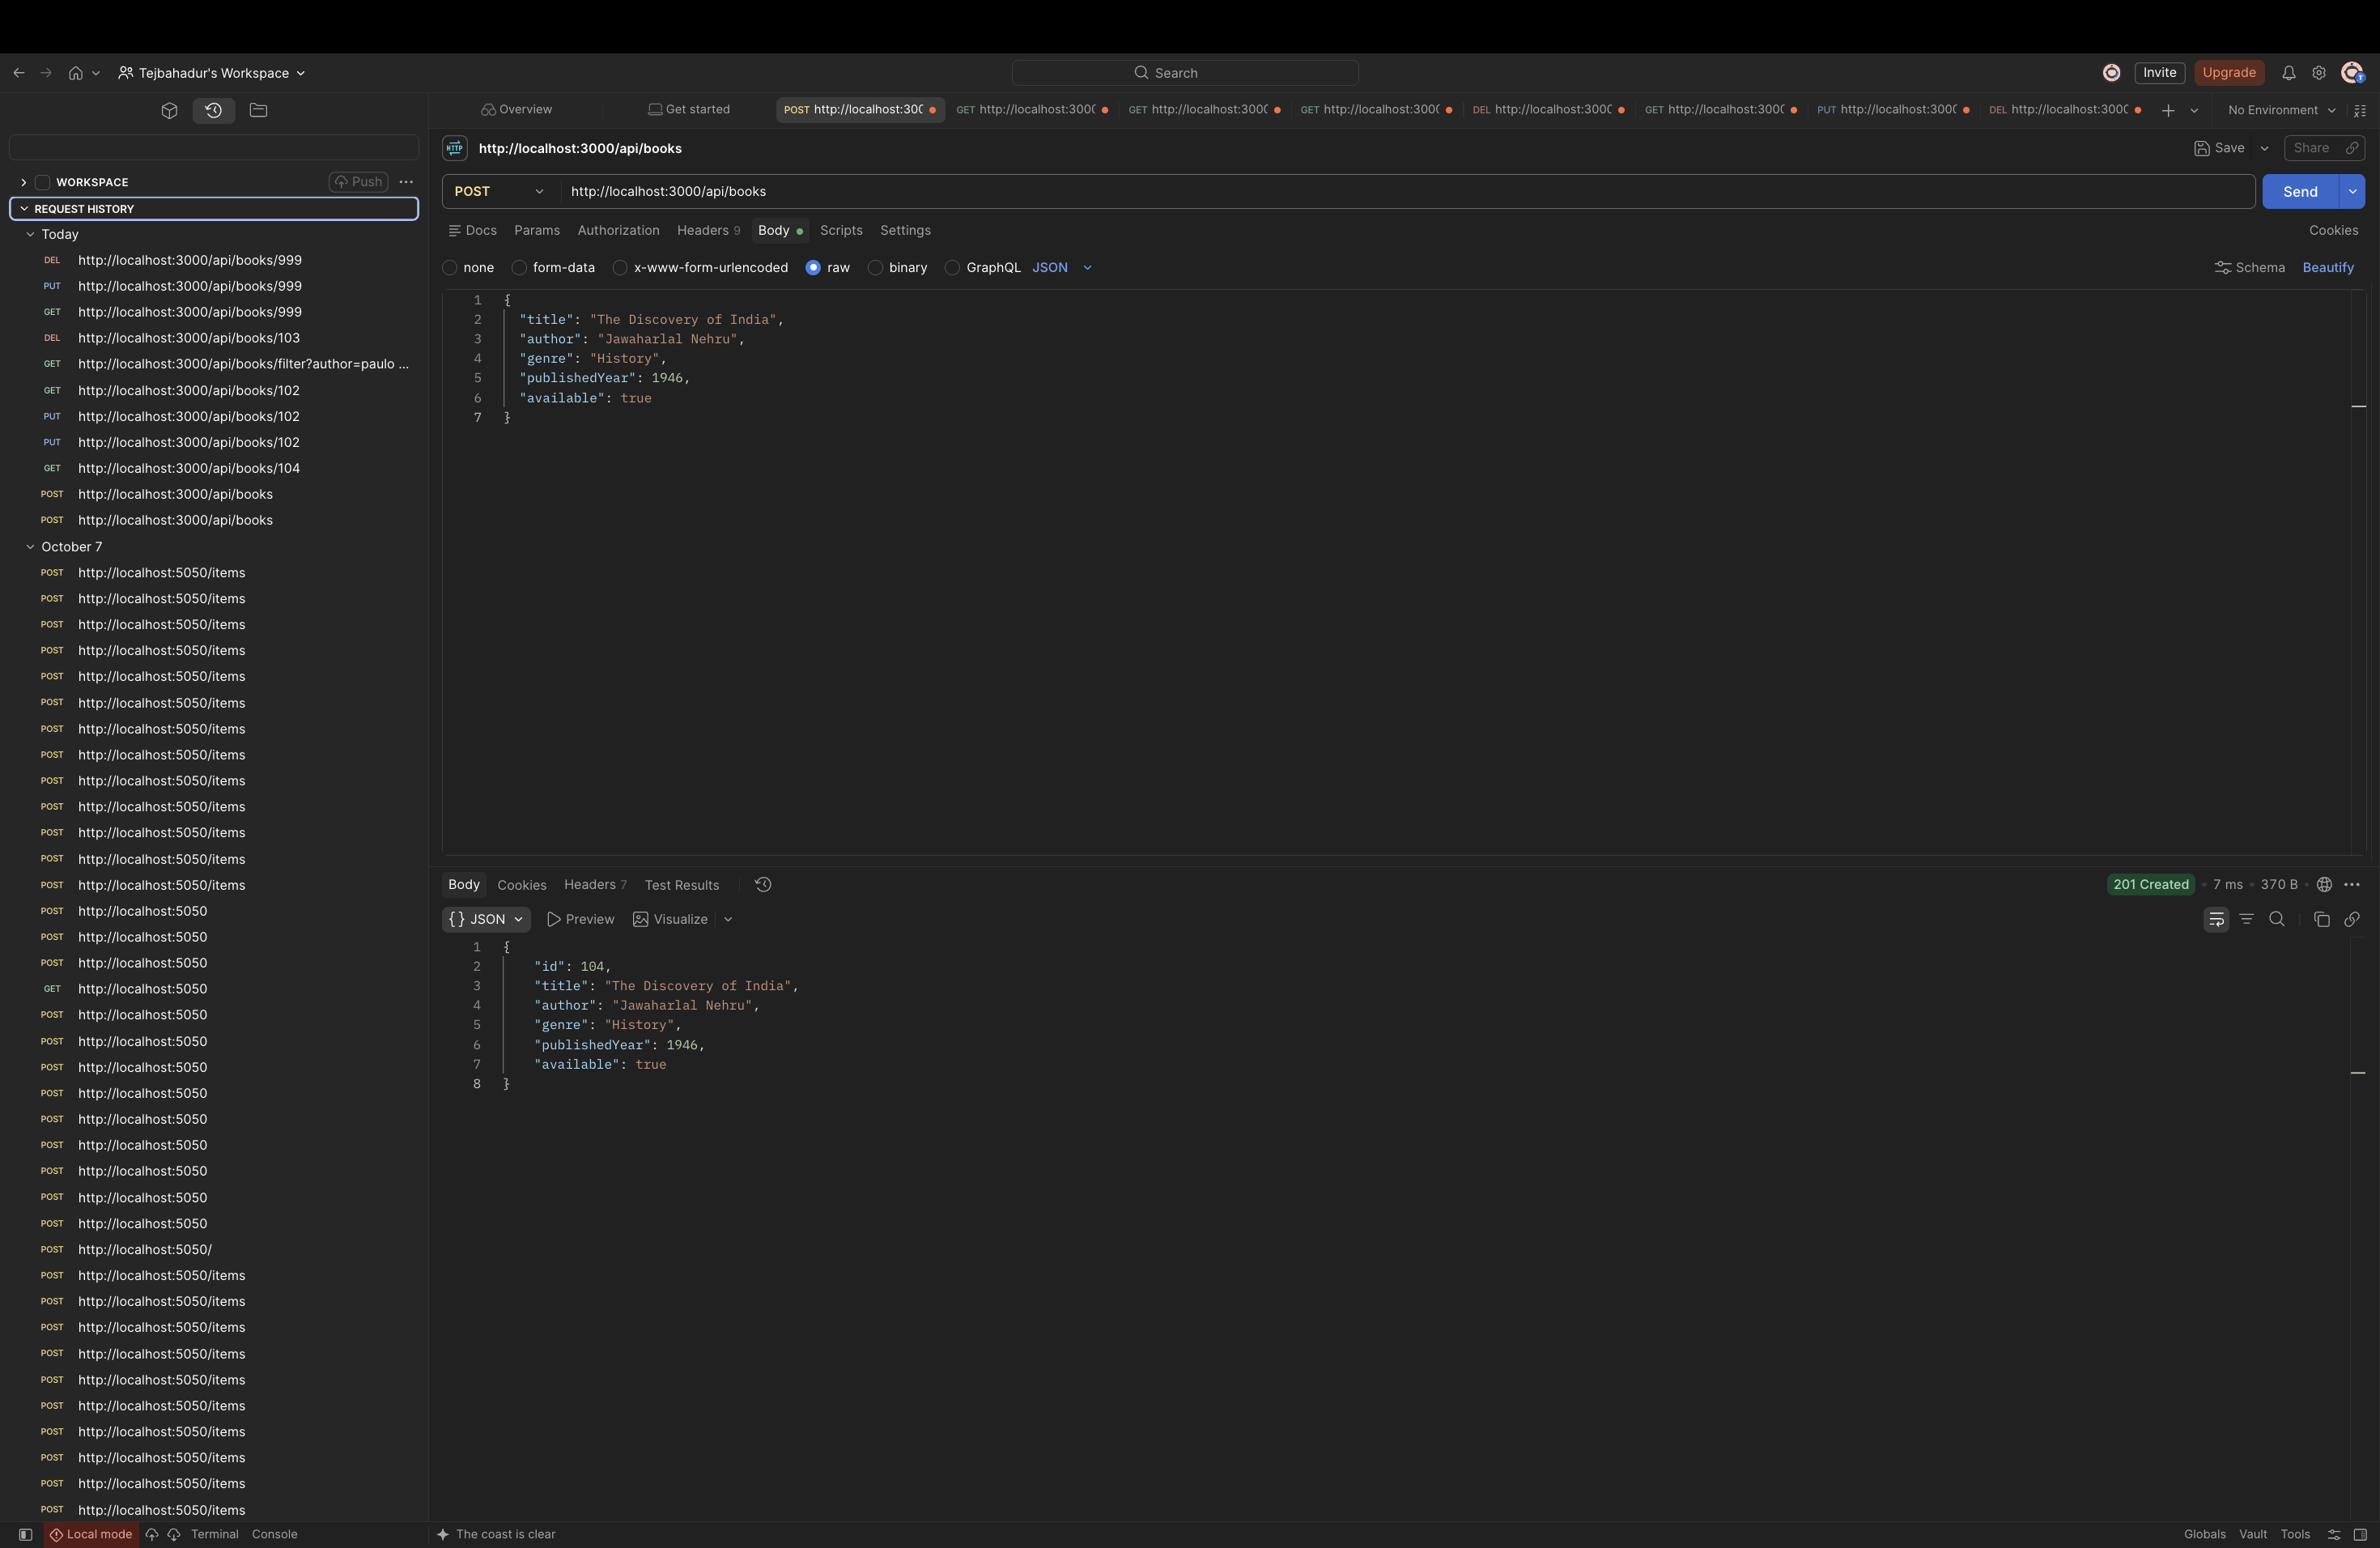 Tejbahadur's Workspace
Search
Invite
Upgrade
Overview
Get started
POST http://localhost:300
GET http://localhost:3000
GET http://localhost:3000
GET http://localhost:3000
DEL http://localhost:3000
GET http://localhost:3000
PUT http://localhost:3000
DEL http://localhost:3000
No Environment
WORKSPACE
Push
REQUEST HISTORY
Today
DEL http://localhost:3000/api/books/999
PUT http://localhost:3000/api/books/999
GET http://localhost:3000/api/books/999
DEL http://localhost:3000/api/books/103
GET http://localhost:3000/api/books/filter?author=paulo ...
GET http://localhost:3000/api/books/102
PUT http://localhost:3000/api/books/102
PUT http://localhost:3000/api/books/102
GET http://localhost:3000/api/books/104
POST http://localhost:3000/api/books
POST http://localhost:3000/api/books
October 7
POST http://localhost:5050/items
POST http://localhost:5050/items
POST http://localhost:5050/items
POST http://localhost:5050/items
POST http://localhost:5050/items
POST http://localhost:5050/items
POST http://localhost:5050/items
POST http://localhost:5050/items
POST http://localhost:5050/items
POST http://localhost:5050/items
POST http://localhost:5050/items
POST http://localhost:5050/items
POST http://localhost:5050/items
POST http://localhost:5050
POST http://localhost:5050
POST http://localhost:5050
GET http://localhost:5050
POST http://localhost:5050
POST http://localhost:5050
POST http://localhost:5050
POST http://localhost:5050
POST http://localhost:5050
POST http://localhost:5050
POST http://localhost:5050
POST http://localhost:5050
POST http://localhost:5050
POST http://localhost:5050/
POST http://localhost:5050/items
POST http://localhost:5050/items
POST http://localhost:5050/items
POST http://localhost:5050/items
POST http://localhost:5050/items
POST http://localhost:5050/items
POST http://localhost:5050/items
POST http://localhost:5050/items
POST http://localhost:5050/items
POST http://localhost:5050/items
HTTP http://localhost:3000/api/books
Save
Share
POST http://localhost:3000/api/books
Send
Docs Params Authorization Headers 9 Body Scripts Settings
Cookies
none form-data x-www-form-urlencoded raw binary GraphQL JSON
Schema Beautify
1 {
2 "title": "The Discovery of India",
3 "author": "Jawaharlal Nehru",
4 "genre": "History",
5 "publishedYear": 1946,
6 "available": true
7 }
Body Cookies Headers 7 Test Results
201 Created 7 ms 370 B
{} JSON Preview Visualize
1 {
2 "id": 104,
3 "title": "The Discovery of India",
4 "author": "Jawaharlal Nehru",
5 "genre": "History",
6 "publishedYear": 1946,
7 "available": true
8 }
Local mode Terminal Console
The coast is clear
Globals Vault Tools